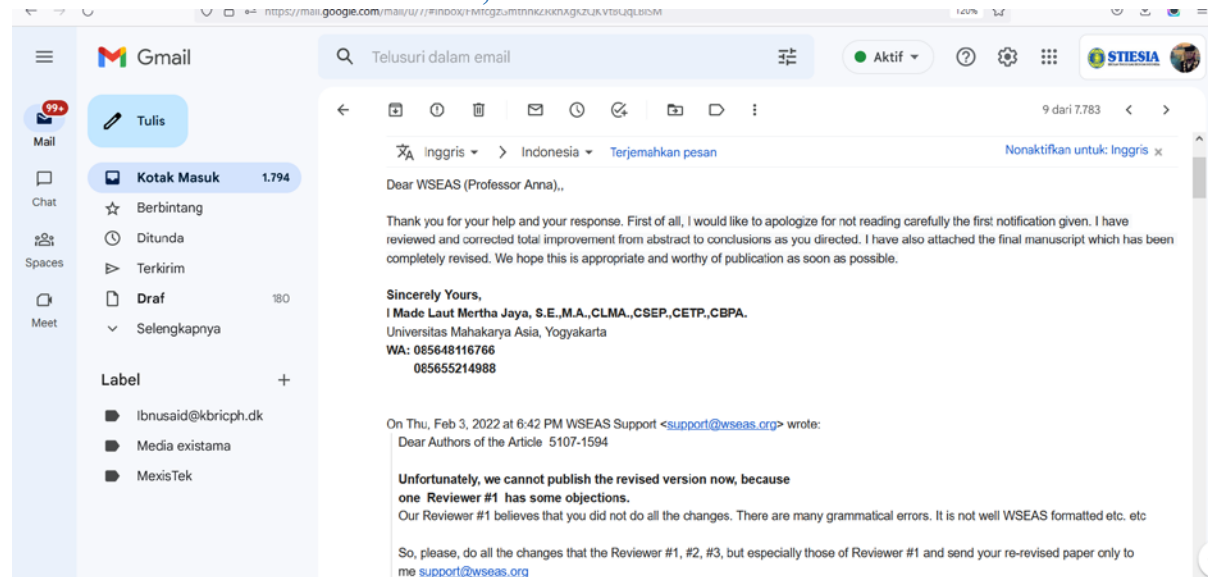 Gmail
Telusuri dalam email
Aktif
STIESIA
99+
Mail
Chat
Spaces
Meet
Tulis
Kotak Masuk 1.794
Berbintang
Ditunda
Terkirim
Draf 180
Selengkapnya
Label
Ibnusaid@kbricph.dk
Media existama
MexisTek
9 dari 7.783
Inggris > Indonesia Terjemahkan pesan Nonaktifkan untuk: Inggris
Dear WSEAS (Professor Anna),,
Thank you for your help and your response. First of all, I would like to apologize for not reading carefully the first notification given. I have
reviewed and corrected total improvement from abstract to conclusions as you directed. I have also attached the final manuscript which has been
completely revised. We hope this is appropriate and worthy of publication as soon as possible.
Sincerely Yours,
I Made Laut Mertha Jaya, S.E.,M.A.,CLMA.,CSEP.,CETP.,CBPA.
Universitas Mahakarya Asia, Yogyakarta
WA: 085648116766
085655214988
On Thu, Feb 3, 2022 at 6:42 PM WSEAS Support <support@wseas.org> wrote:
Dear Authors of the Article 5107-1594
Unfortunately, we cannot publish the revised version now, because
one Reviewer #1 has some objections.
Our Reviewer #1 believes that you did not do all the changes. There are many grammatical errors. It is not well WSEAS formatted etc. etc
So, please, do all the changes that the Reviewer #1, #2, #3, but especially those of Reviewer #1 and send your re-revised paper only to
me support@wseas.org